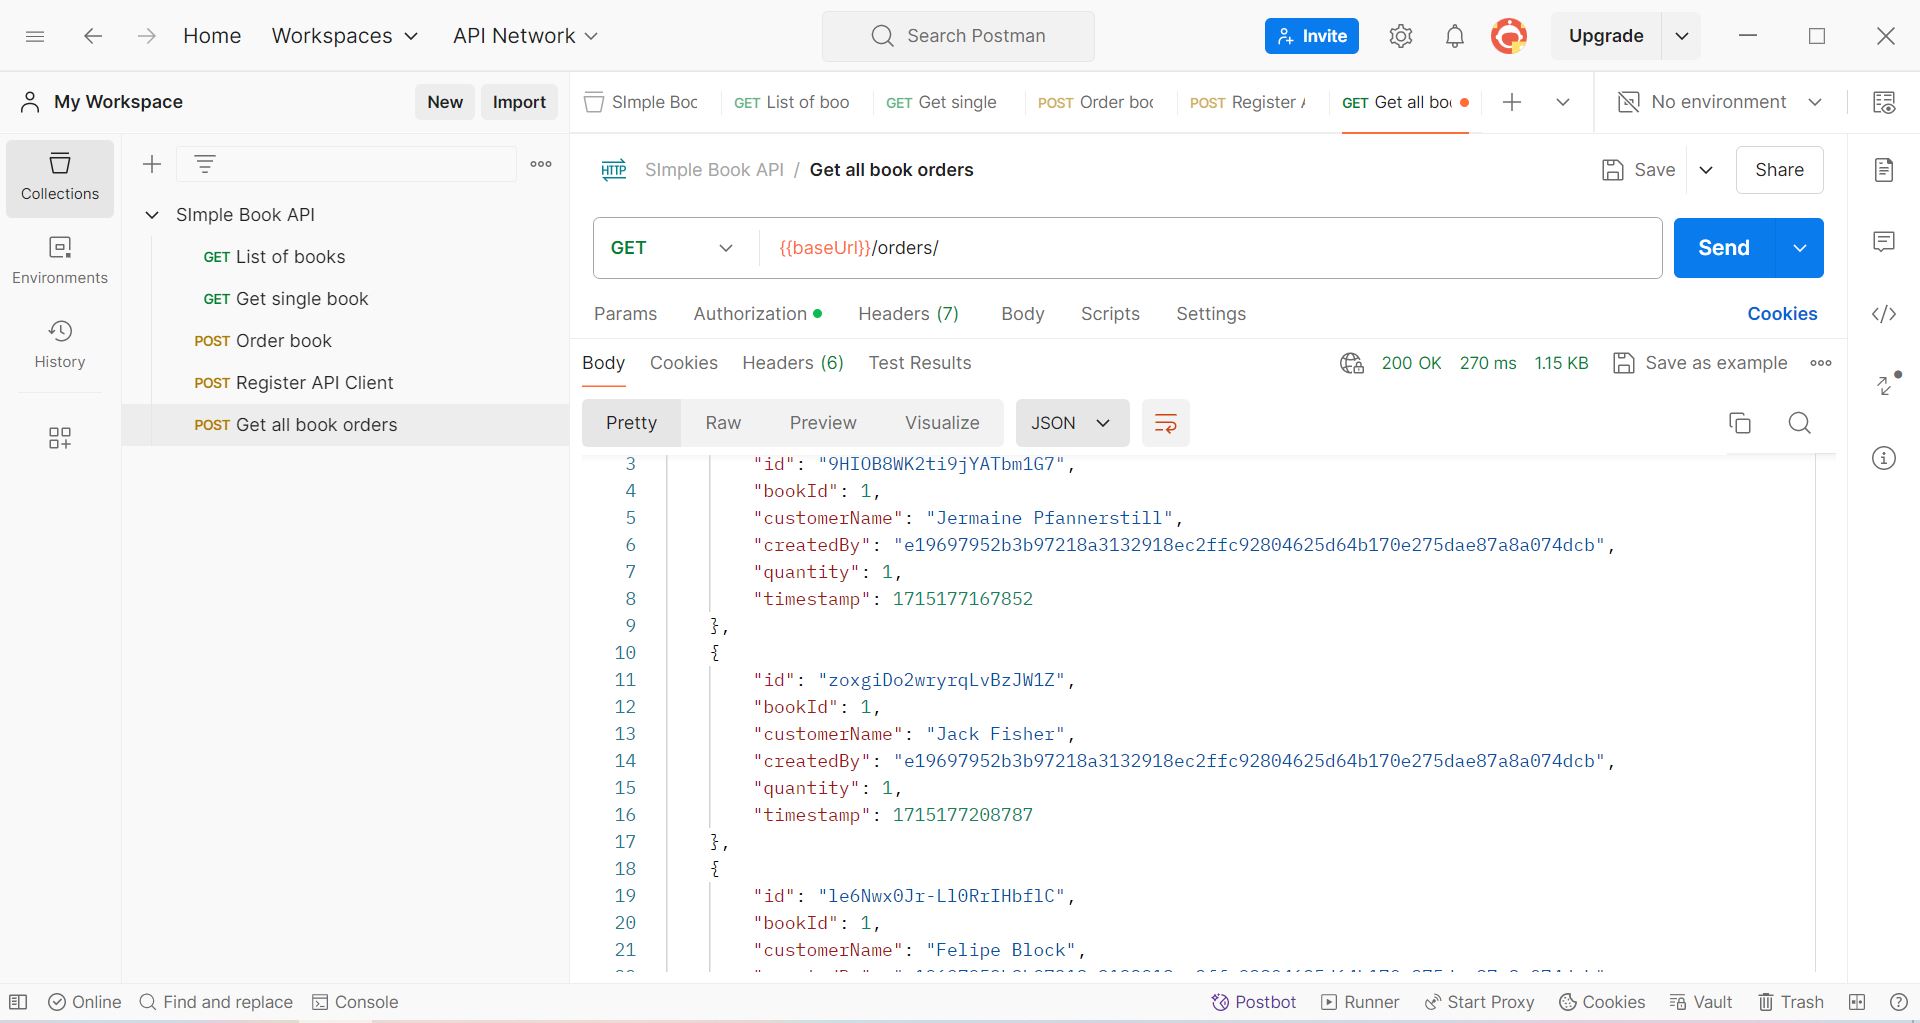 Home Workspaces API Network Search Postman Invite Upgrade
My Workspace New Import
SImple Boc GET List of boo GET Get single POST Order boc POST Register A GET Get all boo No environment
Collections
Environments
History
SImple Book API
GET List of books
GET Get single book
POST Order book
POST Register API Client
POST Get all book orders
HTTP SImple Book API / Get all book orders Save Share
GET {{baseUrl}}/orders/ Send
Params Authorization Headers (7) Body Scripts Settings Cookies
Body Cookies Headers (6) Test Results 200 OK 270 ms 1.15 KB Save as example
Pretty Raw Preview Visualize JSON
3 "id": "9HIOB8WK2ti9jYATbm1G7",
4 "bookId": 1,
5 "customerName": "Jermaine Pfannerstill",
6 "createdBy": "e19697952b3b97218a3132918ec2ffc92804625d64b170e275dae87a8a074dcb",
7 "quantity": 1,
8 "timestamp": 1715177167852
9 },
10 {
11 "id": "zoxgiDo2wryrqLvBzJW1Z",
12 "bookId": 1,
13 "customerName": "Jack Fisher",
14 "createdBy": "e19697952b3b97218a3132918ec2ffc92804625d64b170e275dae87a8a074dcb",
15 "quantity": 1,
16 "timestamp": 1715177208787
17 },
18 {
19 "id": "le6Nwx0Jr-Ll0RrIHbflC",
20 "bookId": 1,
21 "customerName": "Felipe Block",
Online Find and replace Console Postbot Runner Start Proxy Cookies Vault Trash